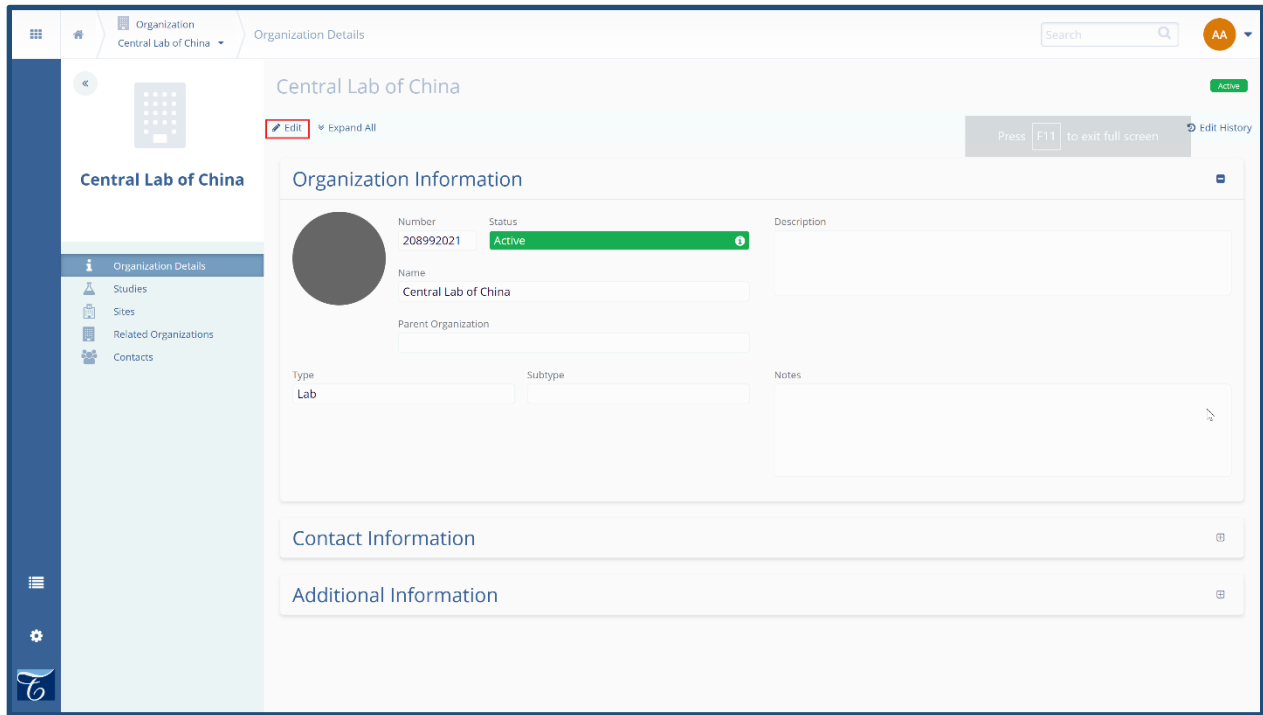 Organization
Central Lab of China
Organization Details
Search
AA
Central Lab of China
Active
Edit
Expand All
Press F11 to exit full screen
Edit History
Central Lab of China
Organization Details
Studies
Sites
Related Organizations
Contacts
Organization Information
Number
Status
Description
208992021
Active
Name
Central Lab of China
Parent Organization
Type
Subtype
Notes
Lab
Contact Information
Additional Information